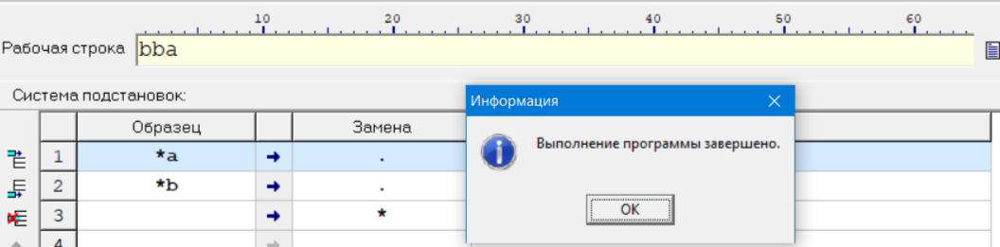 10 20 30 40 50 60
Рабочая строка bba
Система подстановок:
Информация
Образец Замена
Выполнение программы завершено.
1 *a → .
2 *b → .
OK
3 → *
4 →